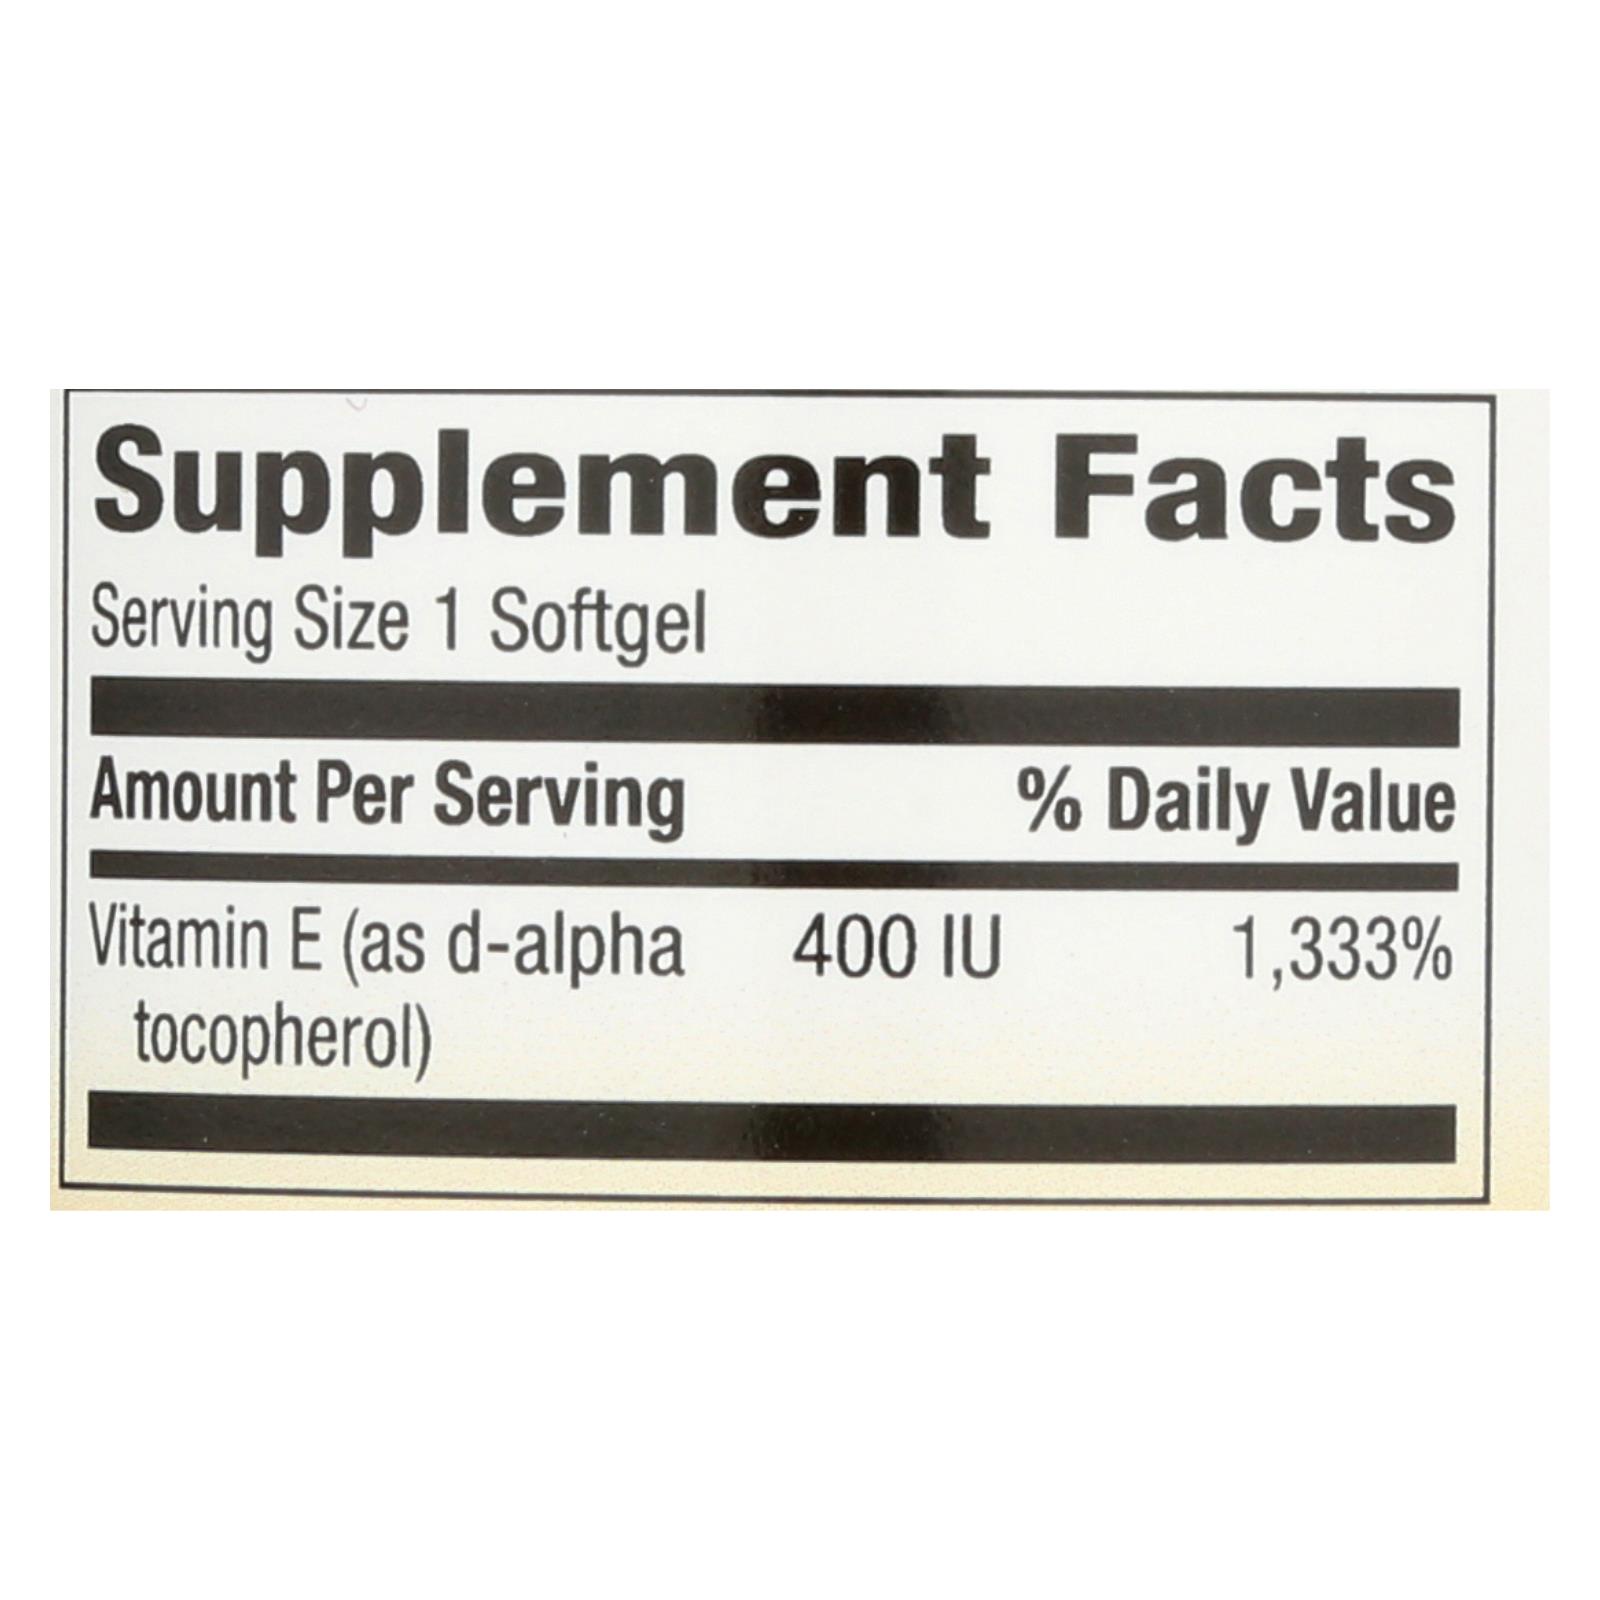 Supplement Facts
Serving Size 1 Softgel
Amount Per Serving % Daily Value
Vitamin E (as d-alpha 400 IU 1,333%
tocopherol)